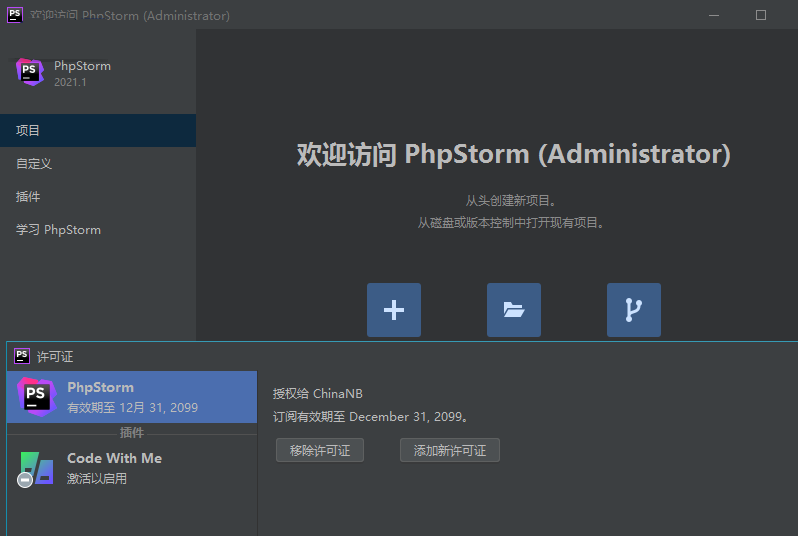 PS 欢迎访问 PhpStorm (Administrator)
PS PhpStorm
2021.1
项目
自定义
插件
学习 PhpStorm
欢迎访问 PhpStorm (Administrator)
从头创建新项目。
从磁盘或版本控制中打开现有项目。
PS 许可证
PS PhpStorm
有效期至 12月 31, 2099
插件
Code With Me
激活以启用
授权给 ChinaNB
订阅有效期至 December 31, 2099。
移除许可证 添加新许可证